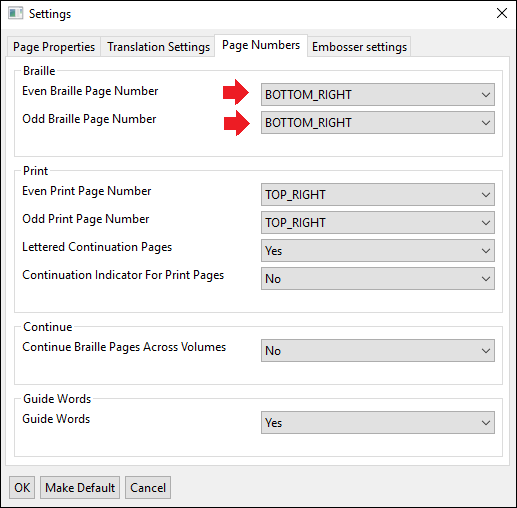 Settings
Page Properties Translation Settings Page Numbers Embosser settings
Braille
Even Braille Page Number BOTTOM_RIGHT
Odd Braille Page Number BOTTOM_RIGHT
Print
Even Print Page Number TOP_RIGHT
Odd Print Page Number TOP_RIGHT
Lettered Continuation Pages Yes
Continuation Indicator For Print Pages No
Continue
Continue Braille Pages Across Volumes No
Guide Words
Guide Words Yes
OK Make Default Cancel